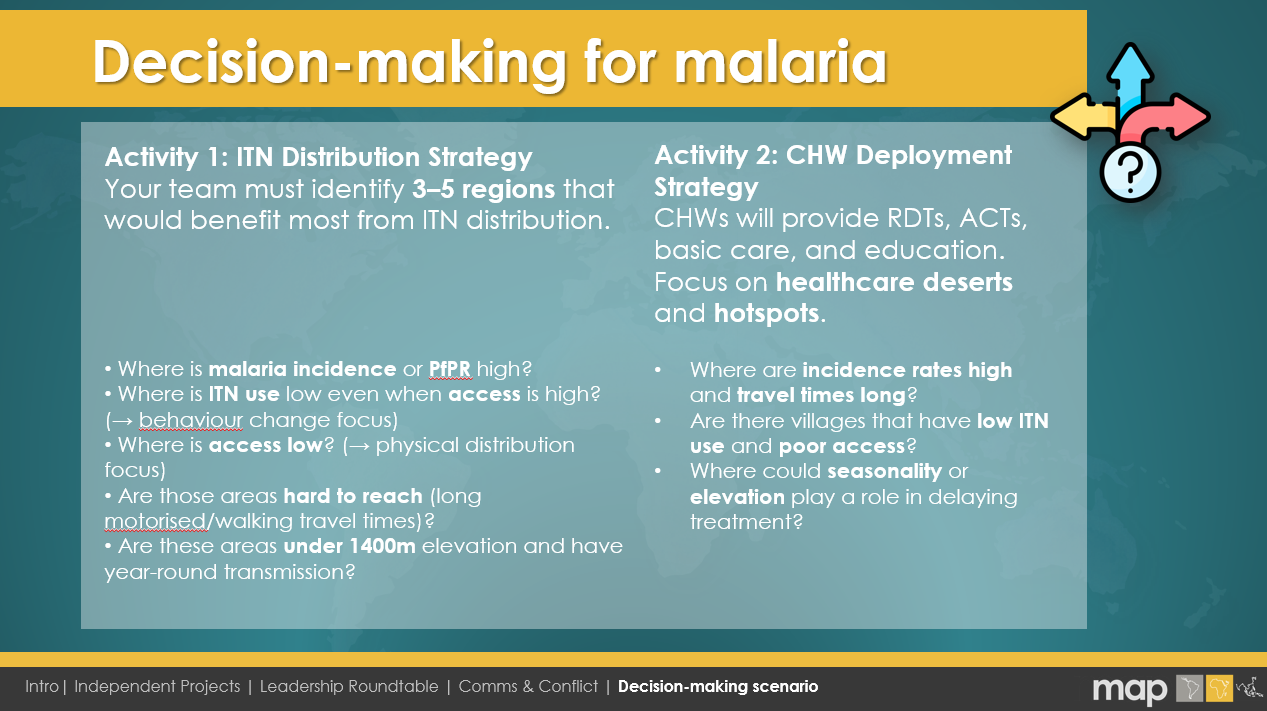 Decision-making for malaria
Activity 1: ITN Distribution Strategy
Your team must identify 3–5 regions that
would benefit most from ITN distribution.
• Where is malaria incidence or PfPR high?
• Where is ITN use low even when access is high?
(→ behaviour change focus)
• Where is access low? (→ physical distribution
focus)
• Are those areas hard to reach (long
motorised/walking travel times)?
• Are these areas under 1400m elevation and have
year-round transmission?
Activity 2: CHW Deployment
Strategy
CHWs will provide RDTs, ACTs,
basic care, and education.
Focus on healthcare deserts
and hotspots.
• Where are incidence rates high
and travel times long?
• Are there villages that have low ITN
use and poor access?
• Where could seasonality or
elevation play a role in delaying
treatment?
?
Intro| Independent Projects | Leadership Roundtable | Comms & Conflict | Decision-making scenario
map